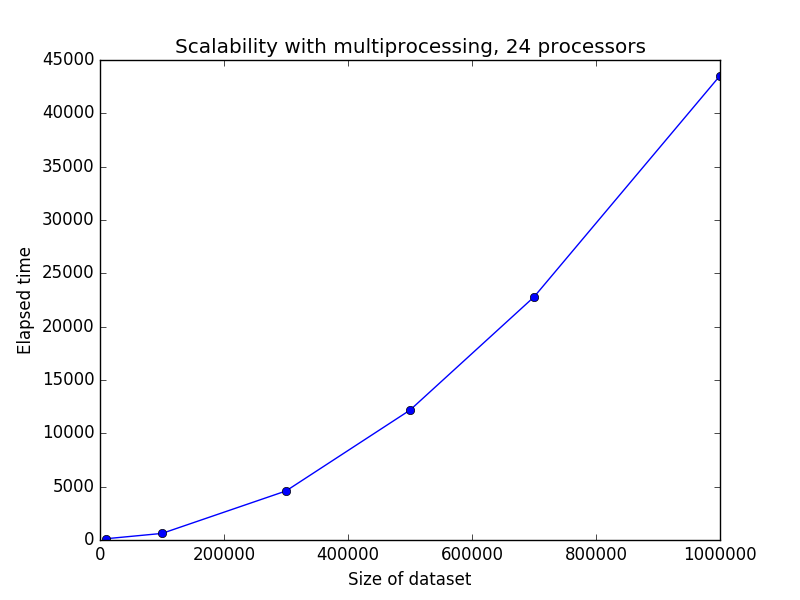 Scalability with multiprocessing, 24 processors
45000
40000
35000
30000
25000
20000
15000
10000
5000
0
Elapsed time
0 200000 400000 600000 800000 1000000
Size of dataset